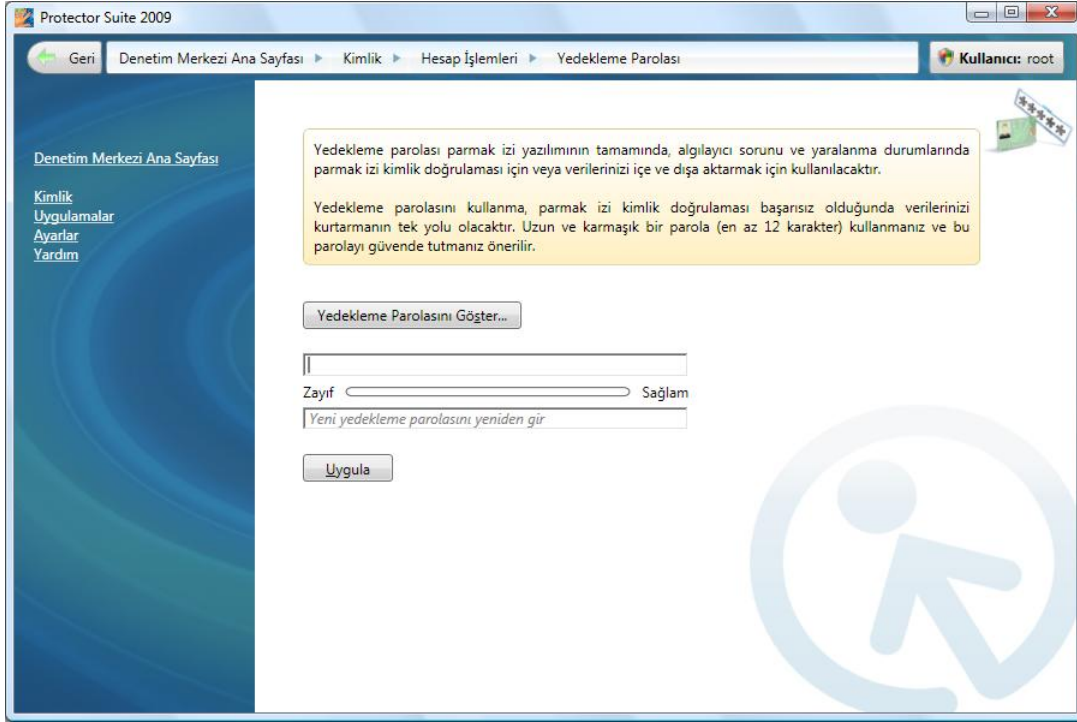 Protector Suite 2009
Geri Denetim Merkezi Ana Sayfası Kimlik Hesap İşlemleri Yedekleme Parolası Kullanıcı: root
Denetim Merkezi Ana Sayfası
Kimlik
Uygulamalar
Ayarlar
Yardım
Yedekleme parolası parmak izi yazılımının tamamında, algılayıcı sorunu ve yaralanma durumlarında
parmak izi kimlik doğrulaması için veya verilerinizi içe ve dışa aktarmak için kullanılacaktır.
Yedekleme parolasını kullanma, parmak izi kimlik doğrulaması başarısız olduğunda verilerinizi
kurtarmanın tek yolu olacaktır. Uzun ve karmaşık bir parola (en az 12 karakter) kullanmanız ve bu
parolayı güvende tutmanız önerilir.
Yedekleme Parolasını Göster...
Zayıf Sağlam
Yeni yedekleme parolasını yeniden gir
Uygula